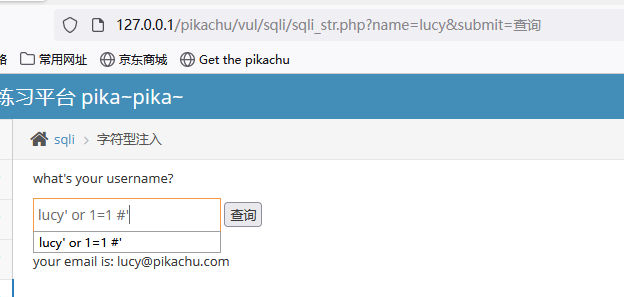 127.0.0.1/pikachu/vul/sqli/sqli_str.php?name=lucy&submit=查询
常用网址 京东商城 Get the pikachu
练习平台 pika~pika~
sqli 字符型注入
what's your username?
lucy' or 1=1 #' 查询
lucy' or 1=1 #'
your email is: lucy@pikachu.com